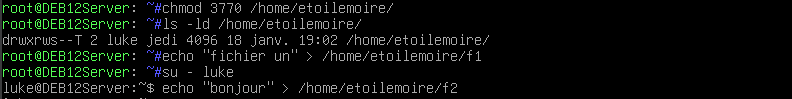 root@DEB12Server: ~#chmod 3770 /home/etoilemoire/
root@DEB12Server: ~#ls -ld /home/etoilemoire/
drwxrws--T 2 luke jedi 4096 18 janv. 19:02 /home/etoilemoire/
root@DEB12Server: ~#echo "fichier un" > /home/etoilemoire/f1
root@DEB12Server: ~#su - luke
luke@DEB12Server:~$ echo "bonjour" > /home/etoilemoire/f2